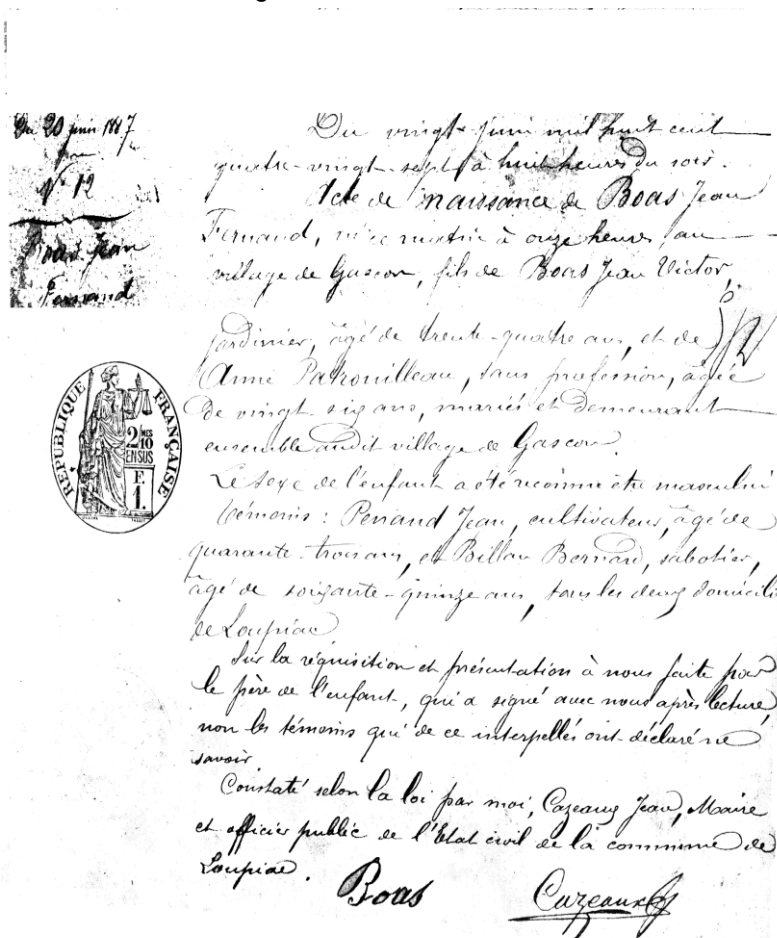 Du 20 juin 1887
N° 12
Boas Jean
Fernand
Du vingt juin mil huit cent
quatre-vingt-sept à huit heures du soir.
Acte de naissance de Boas Jean
Fernand, né ce matin à onze heures, au
village de Gascon, fils de Boas Jean Victor,
jardinier, âgé de trente-quatre ans, et de
Anne Patrouilleau, sans profession, agée
de vingt six ans, mariés et demeurant
ensemble audit village de Gascon.
RÉPUBLIQUE FRANÇAISE
2/10 MES
EN SUS
F.
1.
Le sexe de l'enfant a été reconnu être masculin
témoins : Penaud Jean, cultivateur, âgé de
quarante-trois ans, et Billau Bernard, sabotier,
âgé de soixante-quinze ans, tous les deux domicili
de Loupiac
Sur la réquisition et présentation à nous faite par
le père de l'enfant, qui a signé avec nous après lecture,
non les témoins qui de ce interpellés ont déclaré ne
savoir.
Constaté selon la loi par moi, Cazeaux Jean, Maire
et officier public de l'Etat civil de la commune de
Loupiac.
Boas Cazeaux